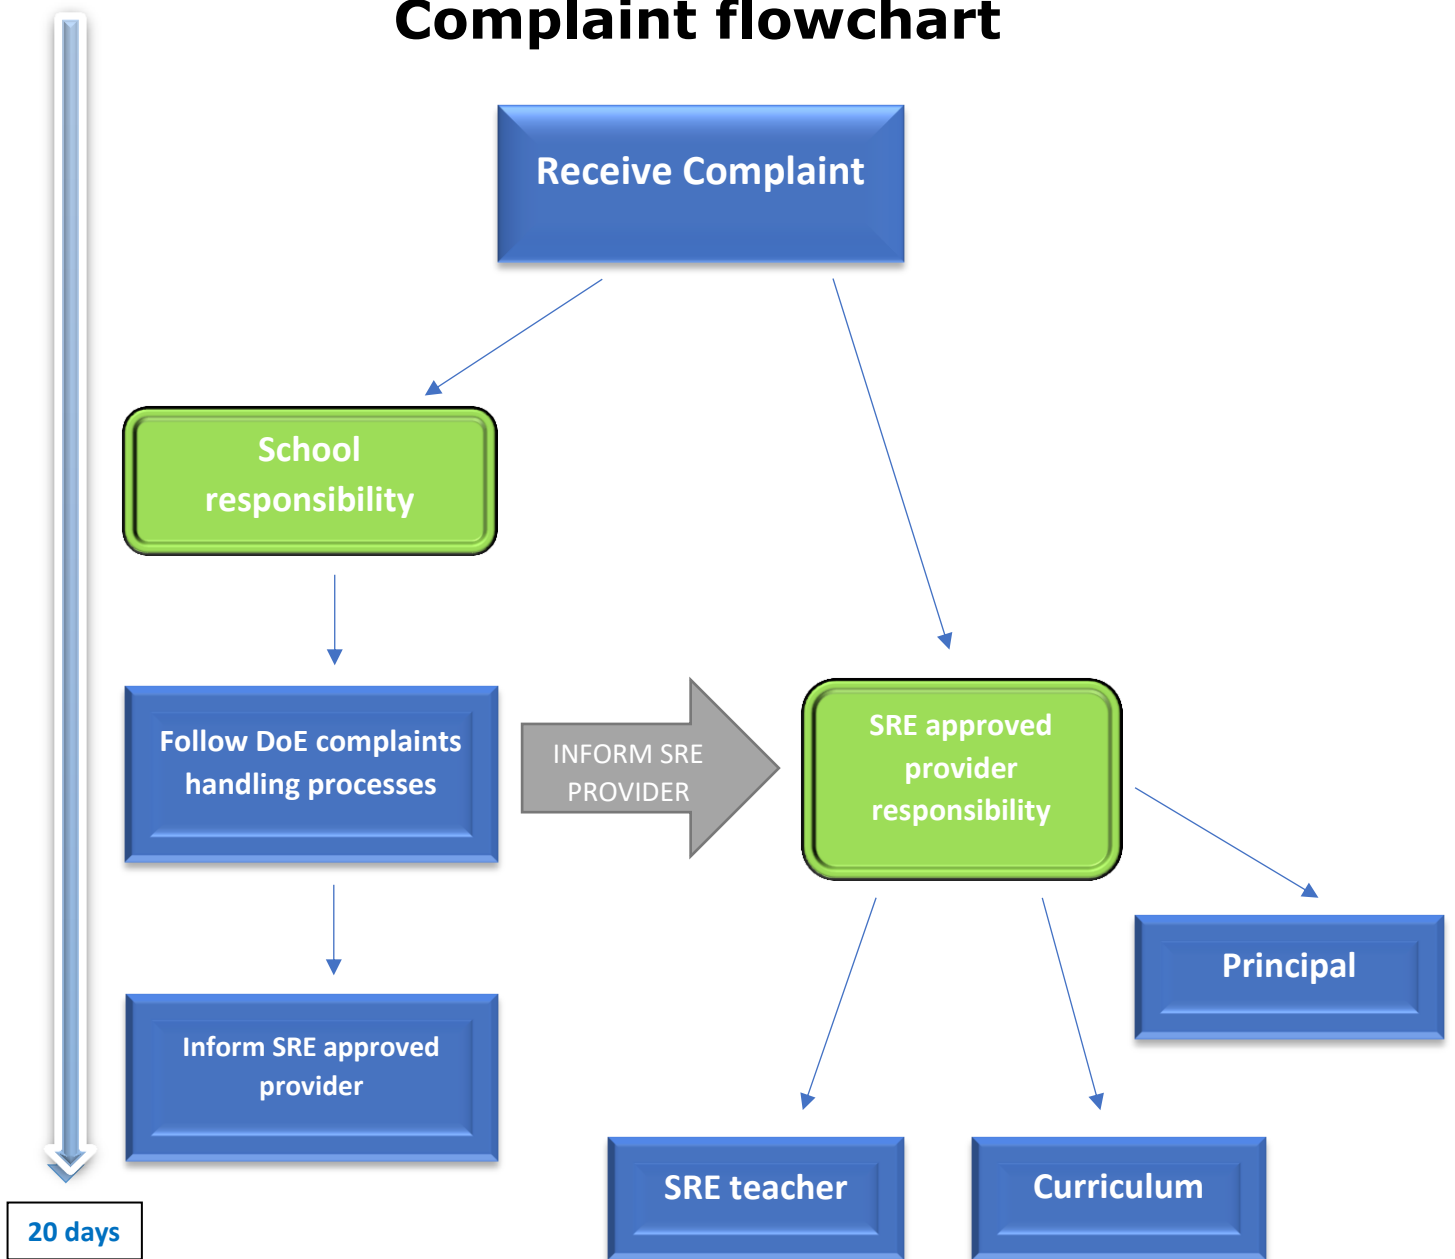 Complaint flowchart
Receive Complaint
School
responsibility
Follow DoE complaints
handling processes
INFORM SRE
PROVIDER
SRE approved
provider
responsibility
Principal
Inform SRE approved
provider
SRE teacher
Curriculum
20 days